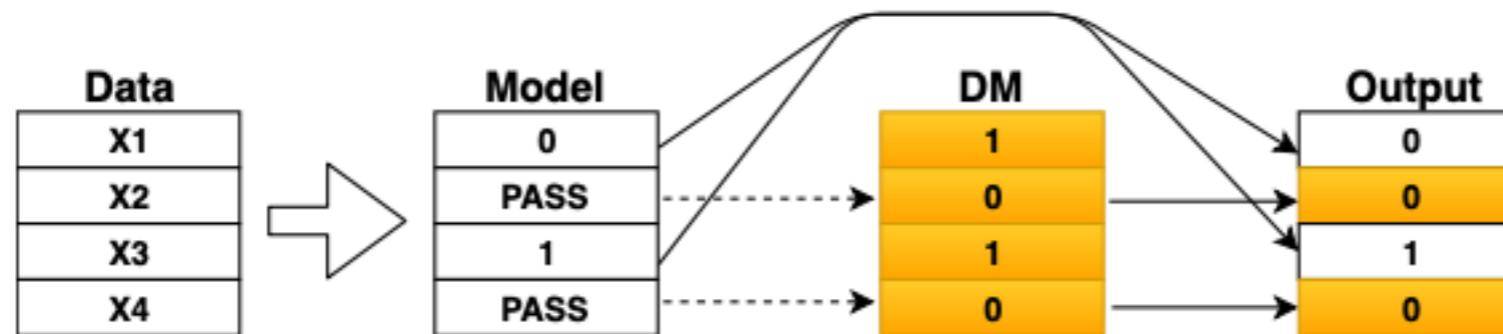 Data Model DM Output
X1 0 1 0
X2 PASS 0 0
X3 1 1 1
X4 PASS 0 0